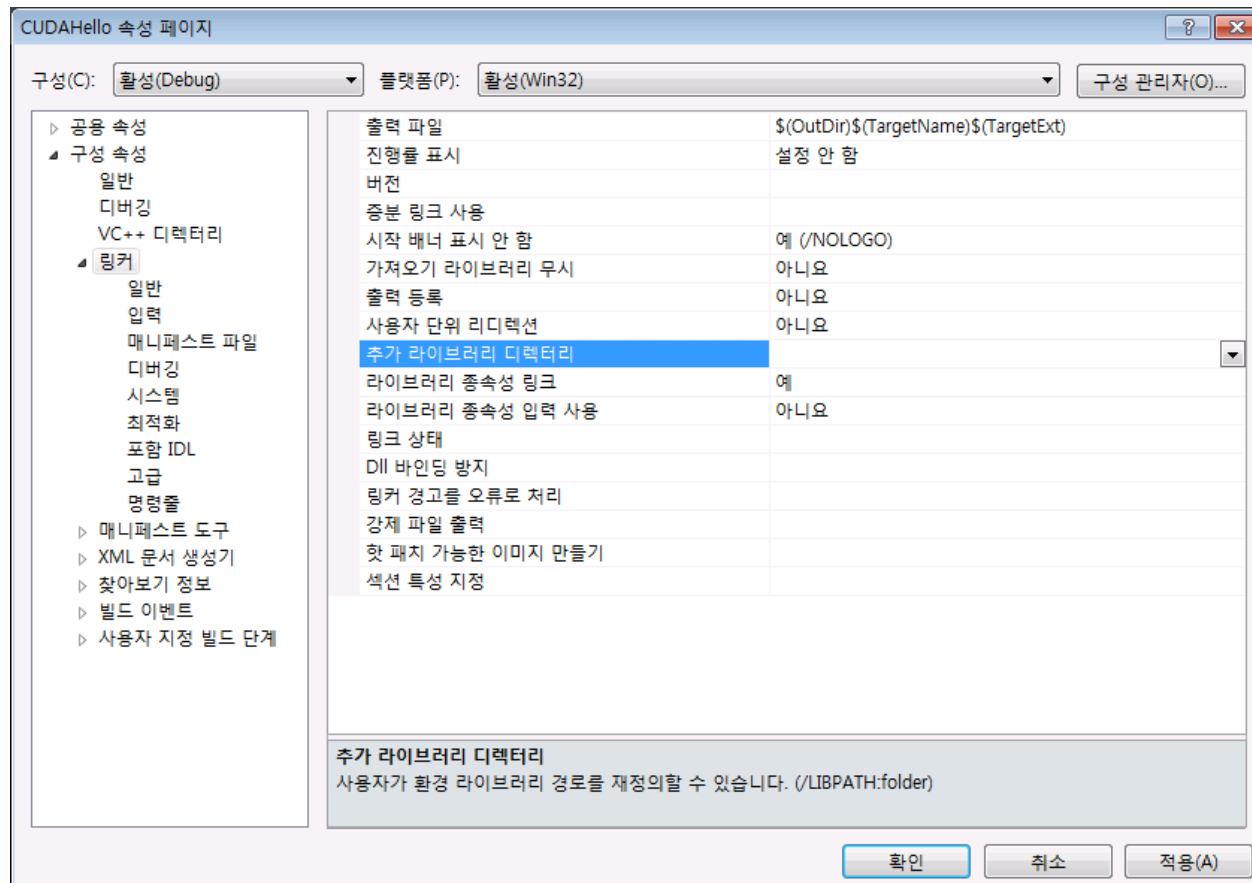 CUDAHello 속성 페이지
구성(C): 활성(Debug) 플랫폼(P): 활성(Win32) 구성 관리자(O)...
공용 속성
구성 속성
일반
디버깅
VC++ 디렉터리
링커
일반
입력
매니페스트 파일
디버깅
시스템
최적화
포함 IDL
고급
명령줄
매니페스트 도구
XML 문서 생성기
찾아보기 정보
빌드 이벤트
사용자 지정 빌드 단계
출력 파일 $(OutDir)$(TargetName)$(TargetExt)
진행률 표시 설정 안 함
버전
증분 링크 사용
시작 배너 표시 안 함 예 (/NOLOGO)
가져오기 라이브러리 무시 아니요
출력 등록 아니요
사용자 단위 리디렉션 아니요
추가 라이브러리 디렉터리
라이브러리 종속성 링크 예
라이브러리 종속성 입력 사용 아니요
링크 상태
Dll 바인딩 방지
링커 경고를 오류로 처리
강제 파일 출력
핫 패치 가능한 이미지 만들기
섹션 특성 지정
추가 라이브러리 디렉터리
사용자가 환경 라이브러리 경로를 재정의할 수 있습니다. (/LIBPATH:folder)
확인 취소 적용(A)